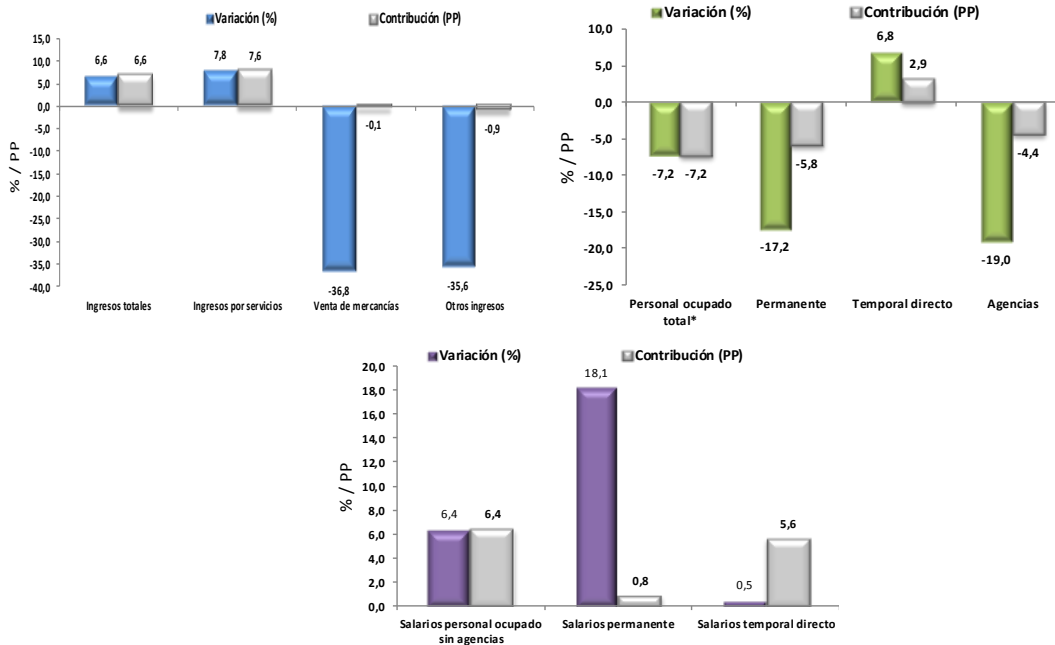 Variación (%) Contribución (PP)
% / PP
15,0
10,0
5,0
0,0
-5,0
-10,0
-15,0
-20,0
-25,0
-30,0
-35,0
-40,0
6,6 6,6 7,8 7,6 -36,8 -0,1 -35,6 -0,9
Ingresos totales Ingresos por servicios Venta de mercancías Otros ingresos
Variación (%) Contribución (PP)
% / PP
10,0
5,0
0,0
-5,0
-10,0
-15,0
-20,0
-25,0
-7,2 -7,2 -17,2 -5,8 6,8 2,9 -19,0 -4,4
Personal ocupado Permanente Temporal directo Agencias
total*
Variación (%) Contribución (PP)
% / PP
20,0
18,0
16,0
14,0
12,0
10,0
8,0
6,0
4,0
2,0
0,0
6,4 6,4 18,1 0,8 0,5 5,6
Salarios personal ocupado Salarios permanente Salarios temporal directo
sin agencias